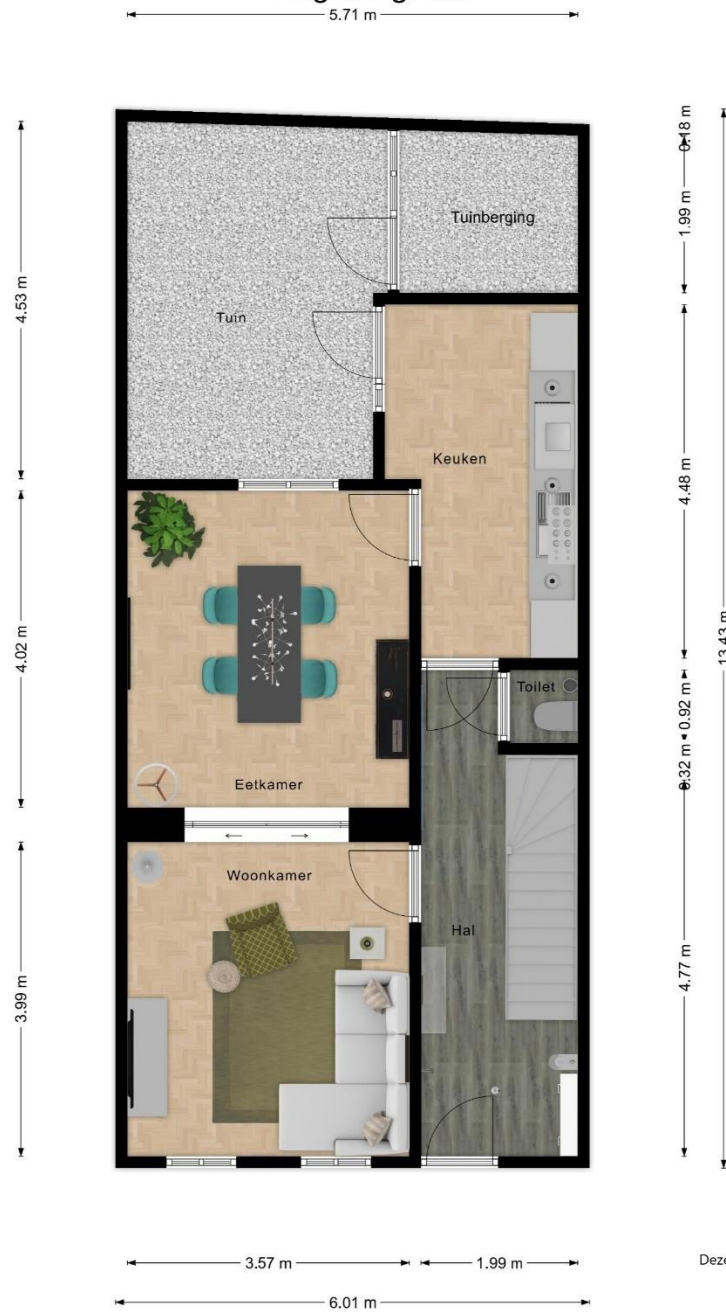 5.71 m
0.18 m
1.99 m
Tuinberging
4.53 m
Tuin
Keuken
4.48 m
13.43 m
4.02 m
Toilet
0.92 m
0.32 m
Eetkamer
Woonkamer
Hal
4.77 m
3.99 m
3.57 m
1.99 m
Deze
6.01 m